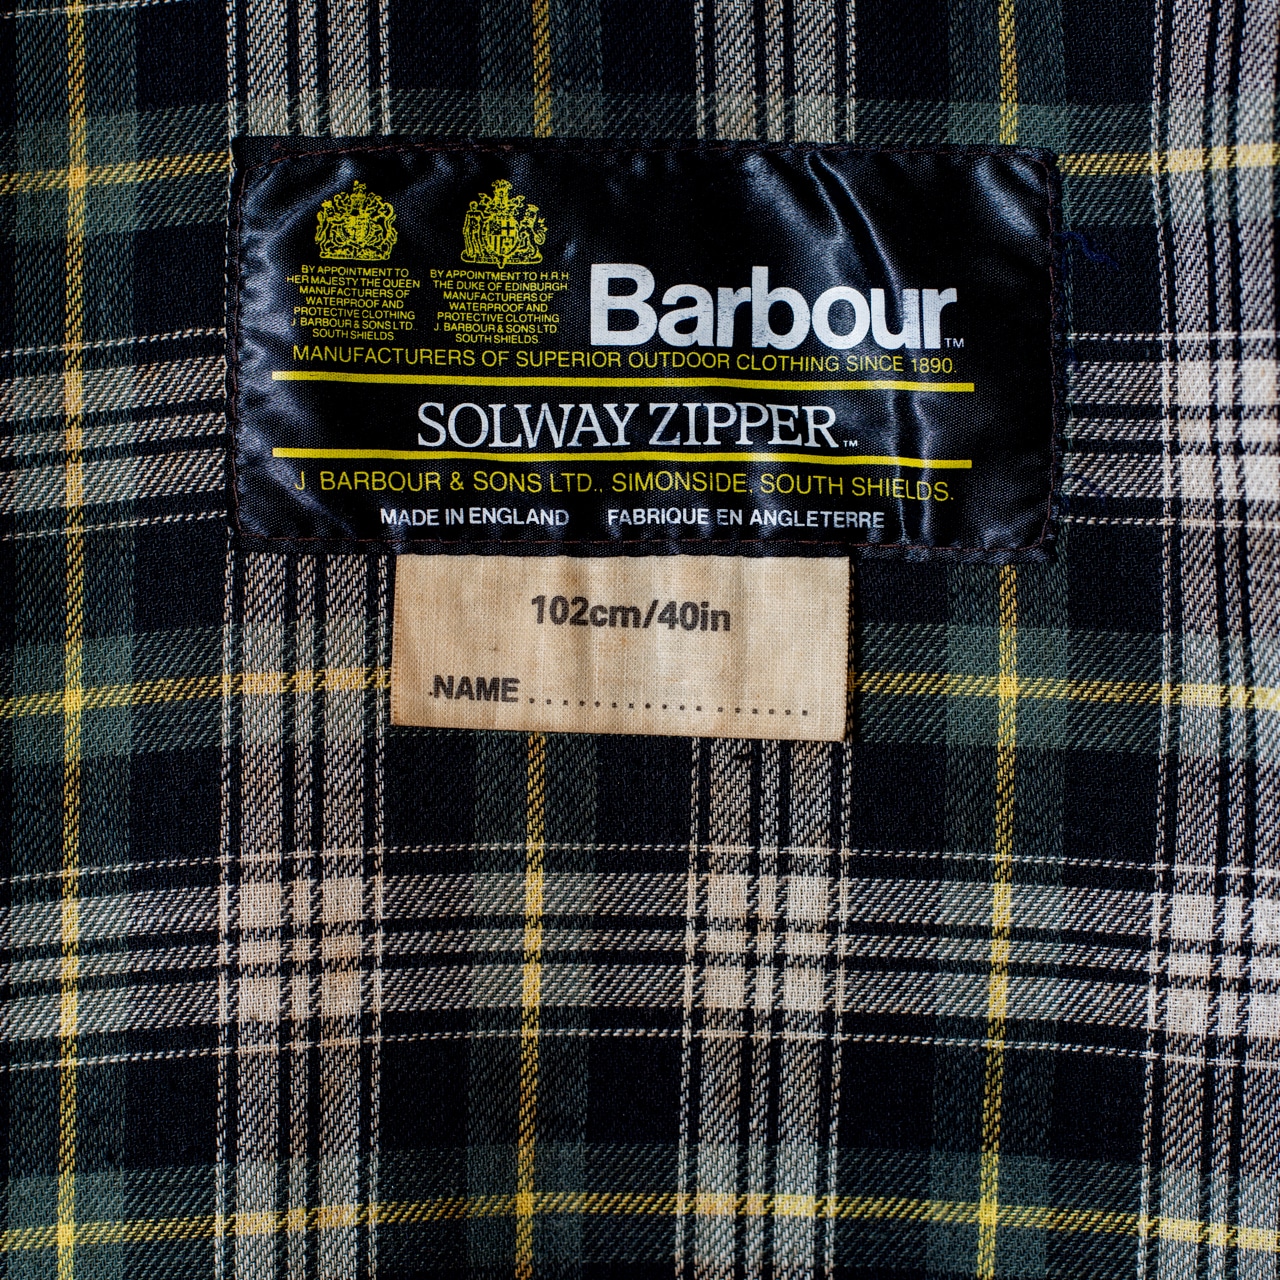 BY APPOINTMENT TO
HER MAJESTY THE QUEEN
MANUFACTURERS OF
WATERPROOF AND
PROTECTIVE CLOTHING
J BARBOUR & SONS LTD.
SOUTH SHIELDS
BY APPOINTMENT TO H.R.H.
THE DUKE OF EDINBURGH
MANUFACTURERS OF
WATERPROOF AND
PROTECTIVE CLOTHING
J. BARBOUR & SONS LTD.
SOUTH SHIELDS
Barbour™
MANUFACTURERS OF SUPERIOR OUTDOOR CLOTHING SINCE 1890.
SOLWAY ZIPPER™
J BARBOUR & SONS LTD., SIMONSIDE, SOUTH SHIELDS.
MADE IN ENGLAND FABRIQUE EN ANGLETERRE
102cm/40in
NAME ................